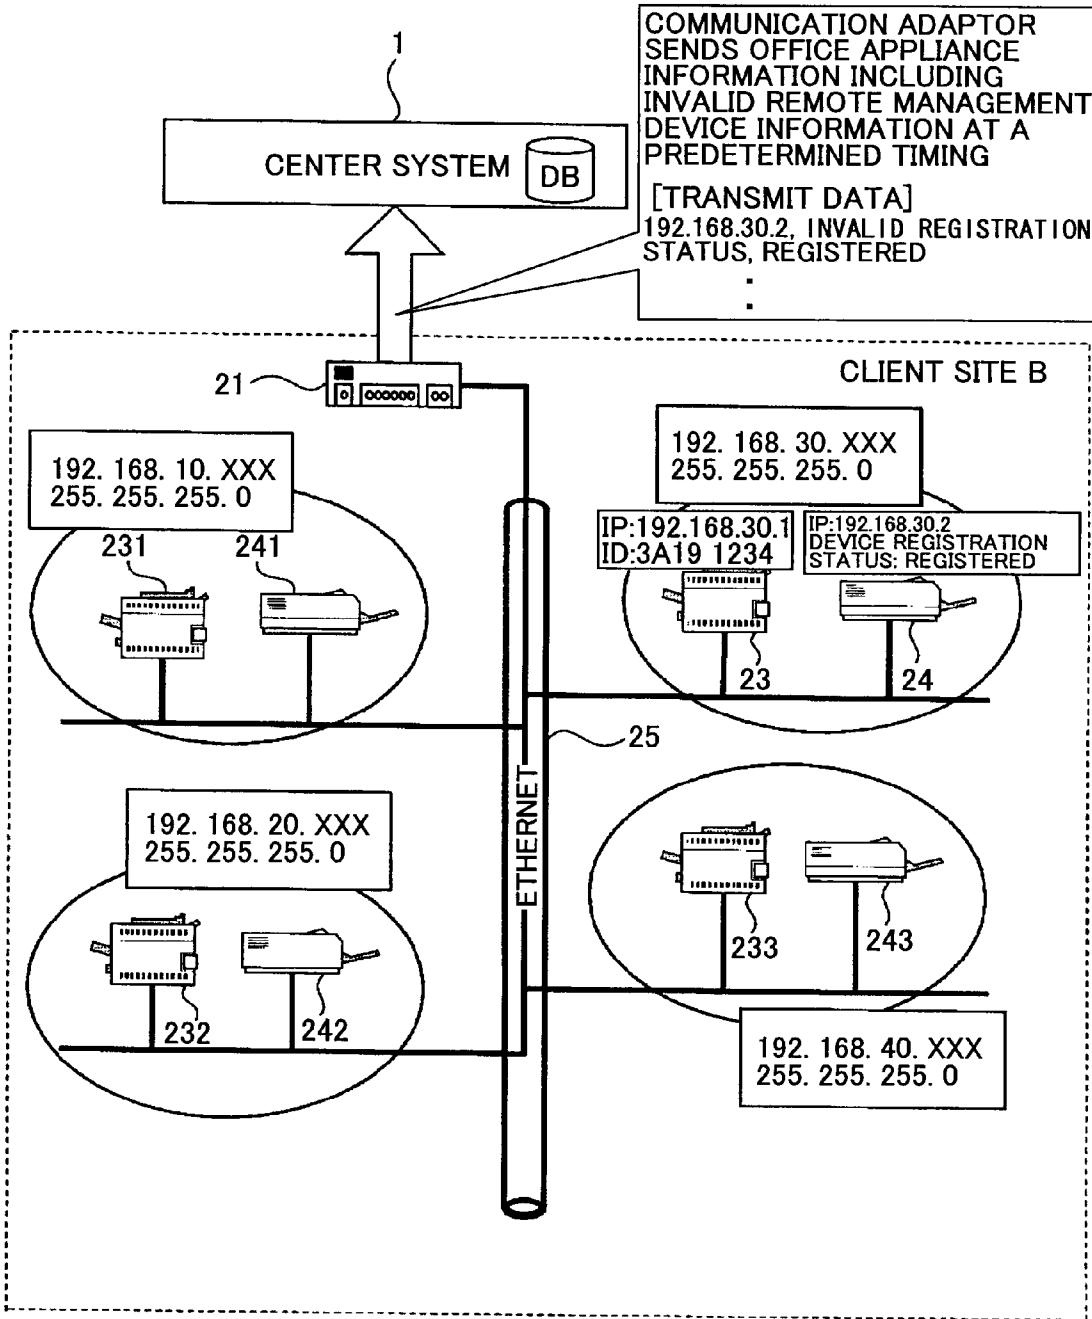 1
COMMUNICATION ADAPTOR
SENDS OFFICE APPLIANCE
INFORMATION INCLUDING
INVALID REMOTE MANAGEMENT
DEVICE INFORMATION AT A
PREDETERMINED TIMING
[TRANSMIT DATA]
192.168.30.2, INVALID REGISTRATION
STATUS, REGISTERED
CENTER SYSTEM
DB
CLIENT SITE B
21
192. 168. 10. XXX
255. 255. 255. 0
231
241
192. 168. 30. XXX
255. 255. 255. 0
IP:192.168.30.1
ID:3A19 1234
IP:192.168.30.2
DEVICE REGISTRATION
STATUS: REGISTERED
23
24
25
ETHERNET
192. 168. 20. XXX
255. 255. 255. 0
232
242
233
243
192. 168. 40. XXX
255. 255. 255. 0